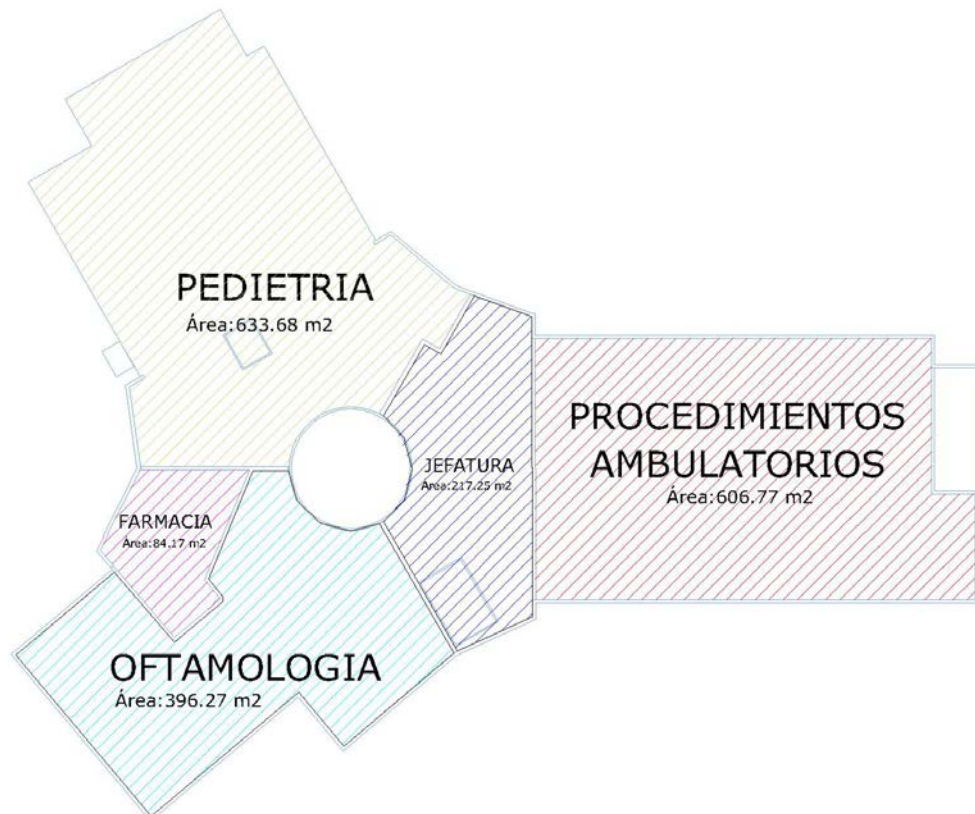 PEDIETRIA
Área:633.68 m2
PROCEDIMIENTOS
AMBULATORIOS
Área:606.77 m2
JEFATURA
Área:217.25 m2
FARMACIA
Área:84.17 m2
OFTAMOLOGIA
Área:396.27 m2